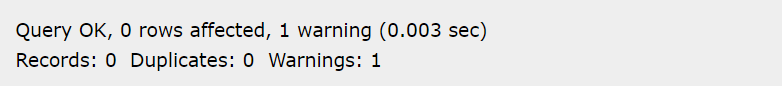 Query OK, 0 rows affected, 1 warning (0.003 sec)
Records: 0  Duplicates: 0  Warnings: 1